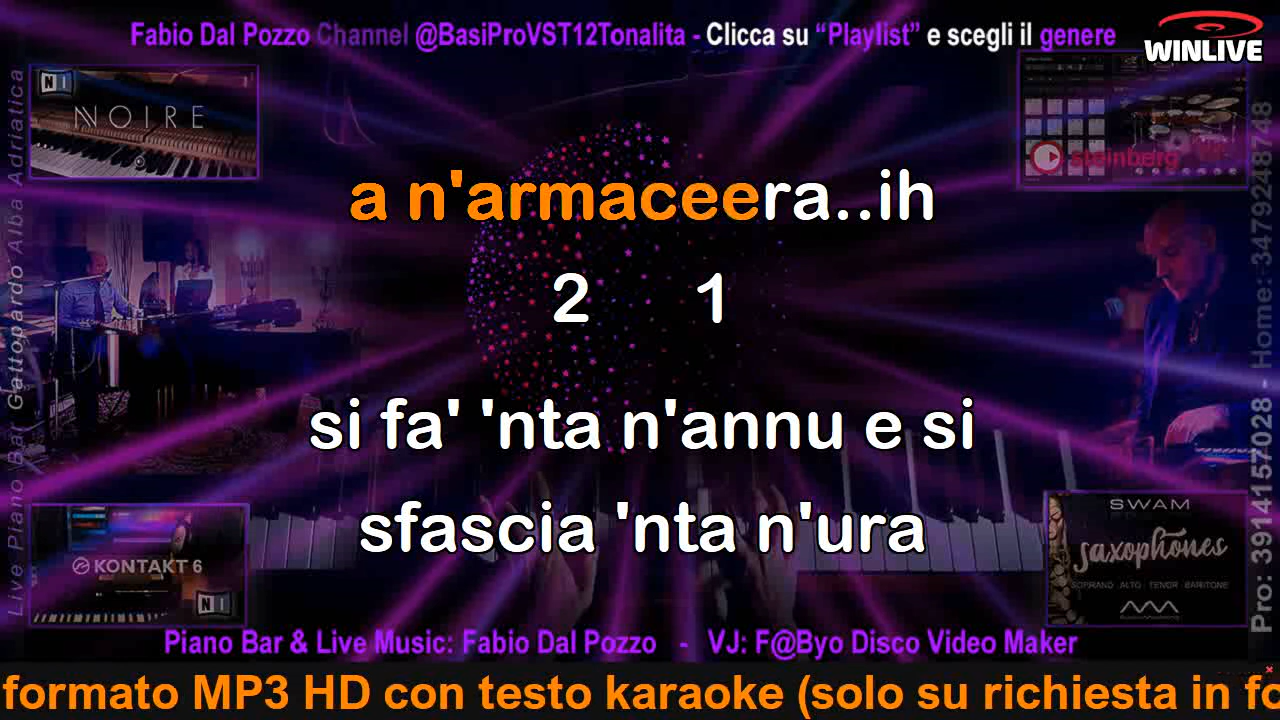 Fabio Dal Pozzo Channel @BasiProVST12Tonalita - Clicca su “Playlist” e scegli il genere
WINLIVE
NOIRE
steinberg
a n'armaceera..ih
2 1
si fa' 'nta n'annu e si
sfascia 'nta n'ura
Live Piano Bar Gattopardo Alba Adriatica
Pro: 3914157028 - Home: 3479248748
KONTAKT 6
SWAM
saxophones
SOPRANO ALTO TENOR BARITONE
Piano Bar & Live Music: Fabio Dal Pozzo - VJ: F@Byo Disco Video Maker
formato MP3 HD con testo karaoke (solo su richiesta in fo